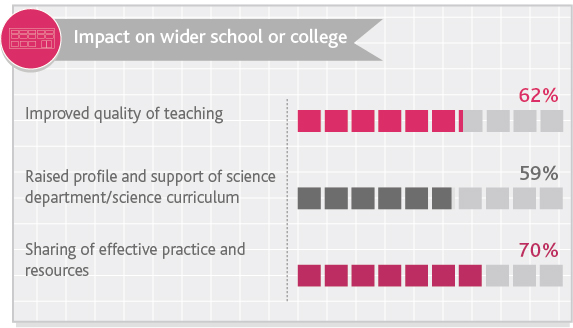 Impact on wider school or college
62%
Improved quality of teaching
59%
Raised profile and support of science
department/science curriculum
70%
Sharing of effective practice and
resources